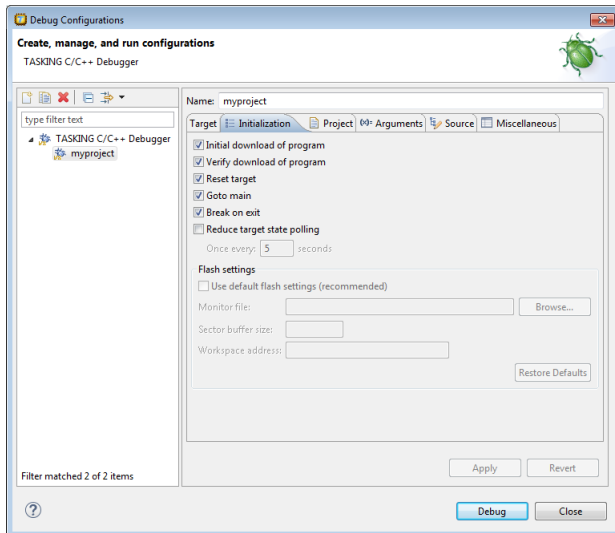 Debug Configurations
Create, manage, and run configurations
TASKING C/C++ Debugger
type filter text
TASKING C/C++ Debugger
myproject
Filter matched 2 of 2 items
Name: myproject
Target Initialization Project (x)= Arguments Source Miscellaneous
Initial download of program
Verify download of program
Reset target
Goto main
Break on exit
Reduce target state polling
Once every: 5 seconds
Flash settings
Use default flash settings (recommended)
Monitor file: Browse...
Sector buffer size:
Workspace address:
Restore Defaults
Apply Revert
? Debug Close